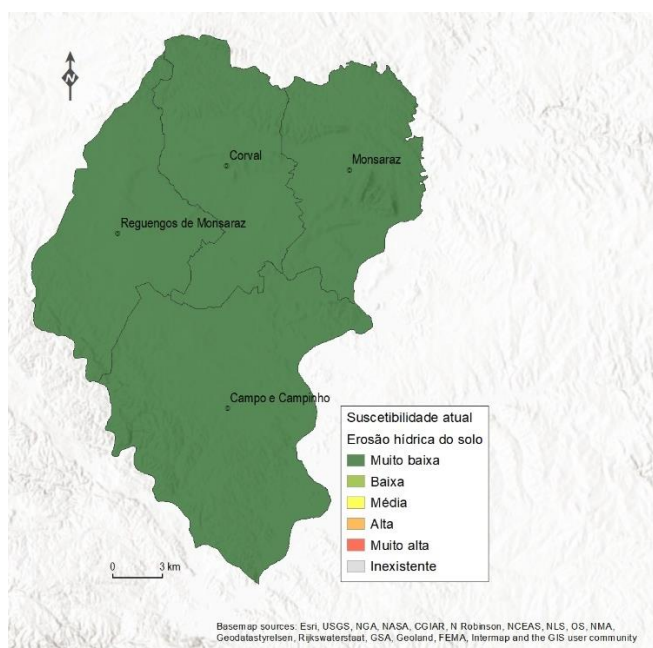 N
Corval
Monsaraz
Reguengos de Monsaraz
Campo e Campinho
Suscetibilidade atual
Erosão hídrica do solo
Muito baixa
Baixa
Média
Alta
Muito alta
Inexistente
0 3 km
Basemap sources: Esri, USGS, NGA, NASA, CGIAR, N Robinson, NCEAS, NLS, OS, NMA,
Geodatastyrelsen, Rijkswaterstaat, GSA, Geoland, FEMA, Intermap and the GIS user community